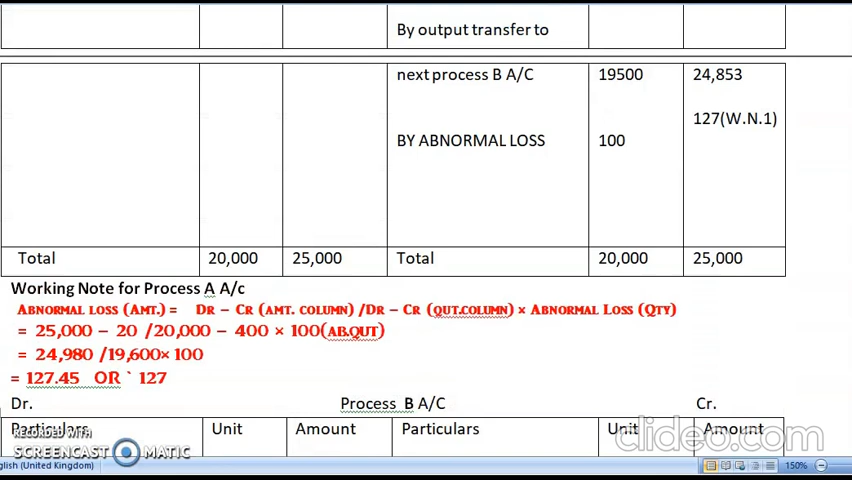 By output transfer to
next process B A/C 19500 24,853
127(W.N.1)
BY ABNORMAL LOSS 100
Total 20,000 25,000 Total 20,000 25,000
Working Note for Process A A/c
ABNORMAL LOSS (AMT.) = DR – CR (AMT. COLUMN) /DR – CR (QUT.COLUMN) × ABNORMAL LOSS (QTY)
= 25,000 – 20 /20,000 – 400 × 100(AB.QUT)
= 24,980 /19,600× 100
= 127.45 OR ` 127
Dr. Process B A/C Cr.
Particulars Unit Amount Particulars Unit Amount
RECORDED WITH
SCREENCAST MATIC
clideo.com
glish (United Kingdom) 150%